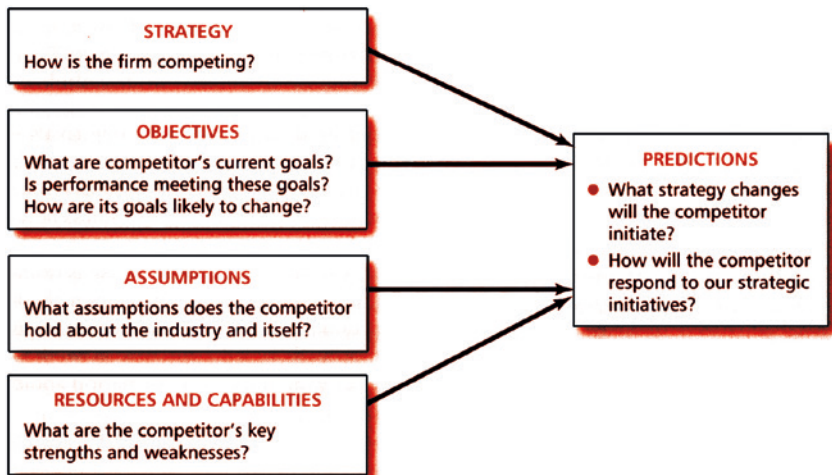 STRATEGY
How is the firm competing?
OBJECTIVES
What are competitor's current goals?
Is performance meeting these goals?
How are its goals likely to change?
ASSUMPTIONS
What assumptions does the competitor
hold about the industry and itself?
RESOURCES AND CAPABILITIES
What are the competitor's key
strengths and weaknesses?
PREDICTIONS
● What strategy changes
will the competitor
initiate?
● How will the competitor
respond to our strategic
initiatives?